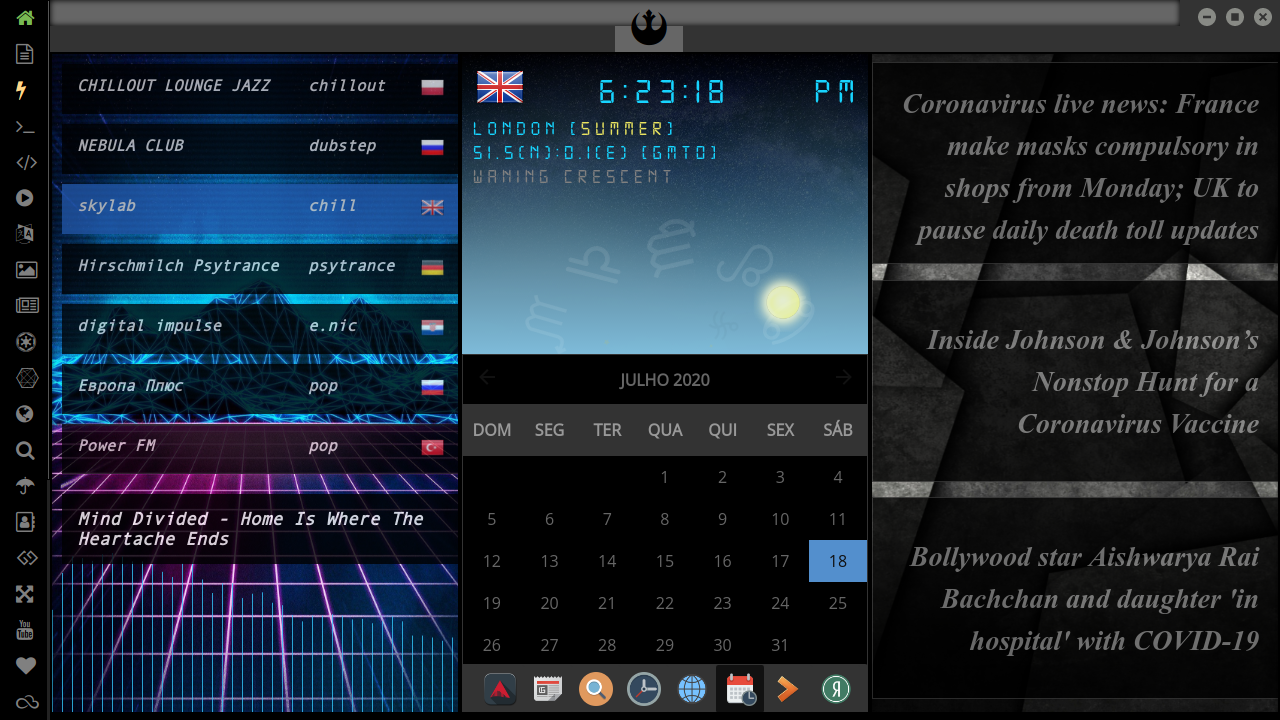 CHILLOUT LOUNGE JAZZ chillout
NEBULA CLUB dubstep
skylab chill
Hirschmilch Psytrance psytrance
digital impulse e.nic
Европа Плюс pop
Power FM pop
Mind Divided - Home Is Where The
Heartache Ends
6:23:18 PM
LONDON (SUMMER)
51.5(N):0.1(E) (GMT0)
WANING CRESCENT
JULHO 2020
DOM SEG TER QUA QUI SEX SÁB
1 2 3 4
5 6 7 8 9 10 11
12 13 14 15 16 17 18
19 20 21 22 23 24 25
26 27 28 29 30 31
Coronavirus live news: France
make masks compulsory in
shops from Monday; UK to
pause daily death toll updates
Inside Johnson & Johnson’s
Nonstop Hunt for a
Coronavirus Vaccine
Bollywood star Aishwarya Rai
Bachchan and daughter 'in
hospital' with COVID-19
You
Tube
Я